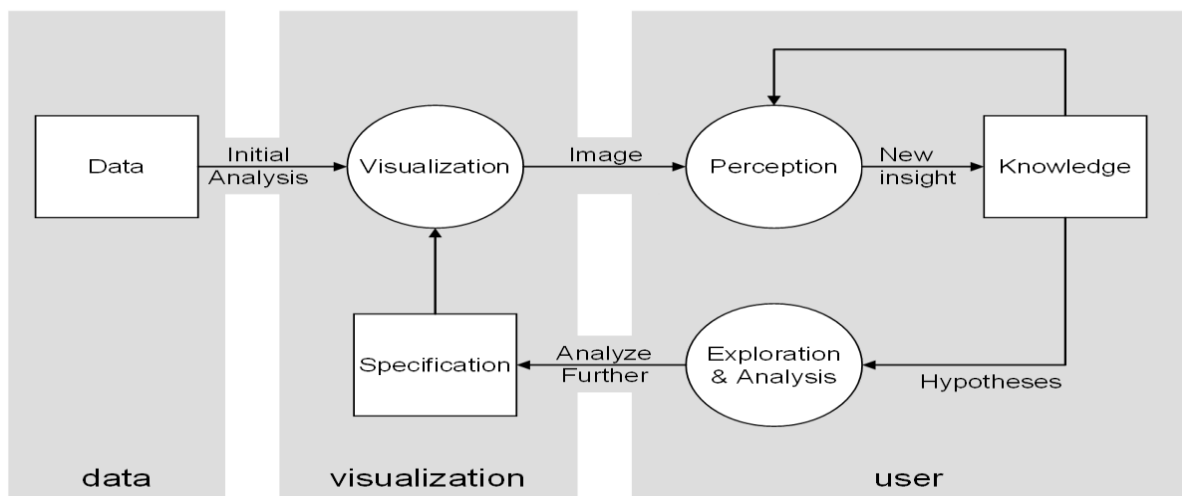 Data
Initial
Analysis
Visualization
Image
Perception
New
insight
Knowledge
Specification
Analyze
Further
Exploration
& Analysis
Hypotheses
data
visualization
user